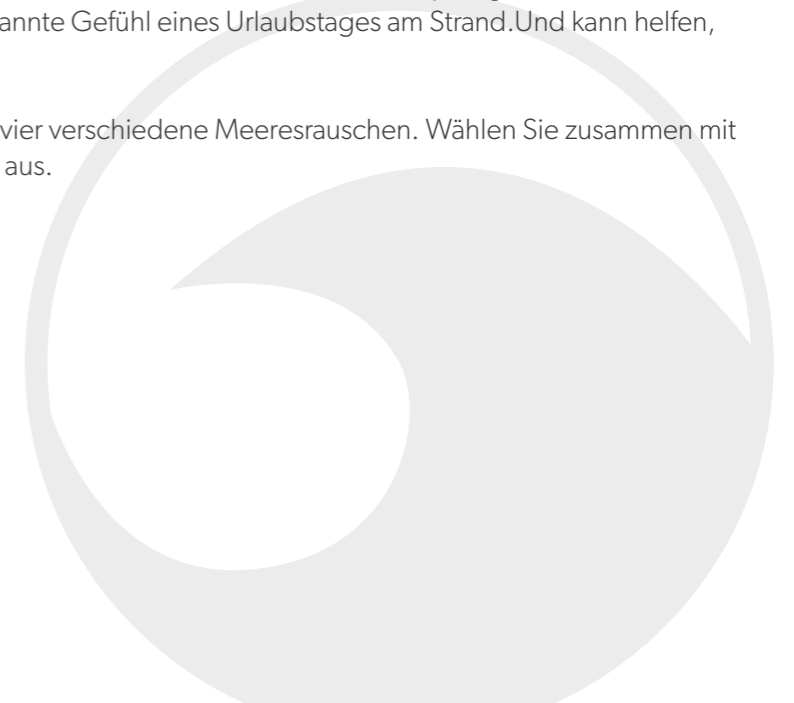 annte Gefühl eines Urlaubstages am Strand.Und kann helfen,
vier verschiedene Meeresrauschen. Wählen Sie zusammen mit
aus.